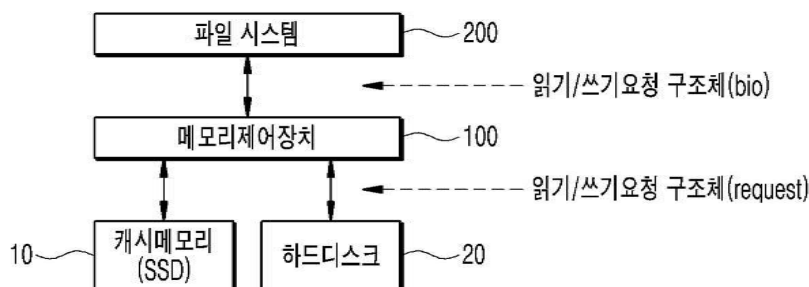 파일 시스템
200
읽기/쓰기요청 구조체(bio)
메모리제어장치
100
읽기/쓰기요청 구조체(request)
10
캐시메모리
(SSD)
하드디스크
20